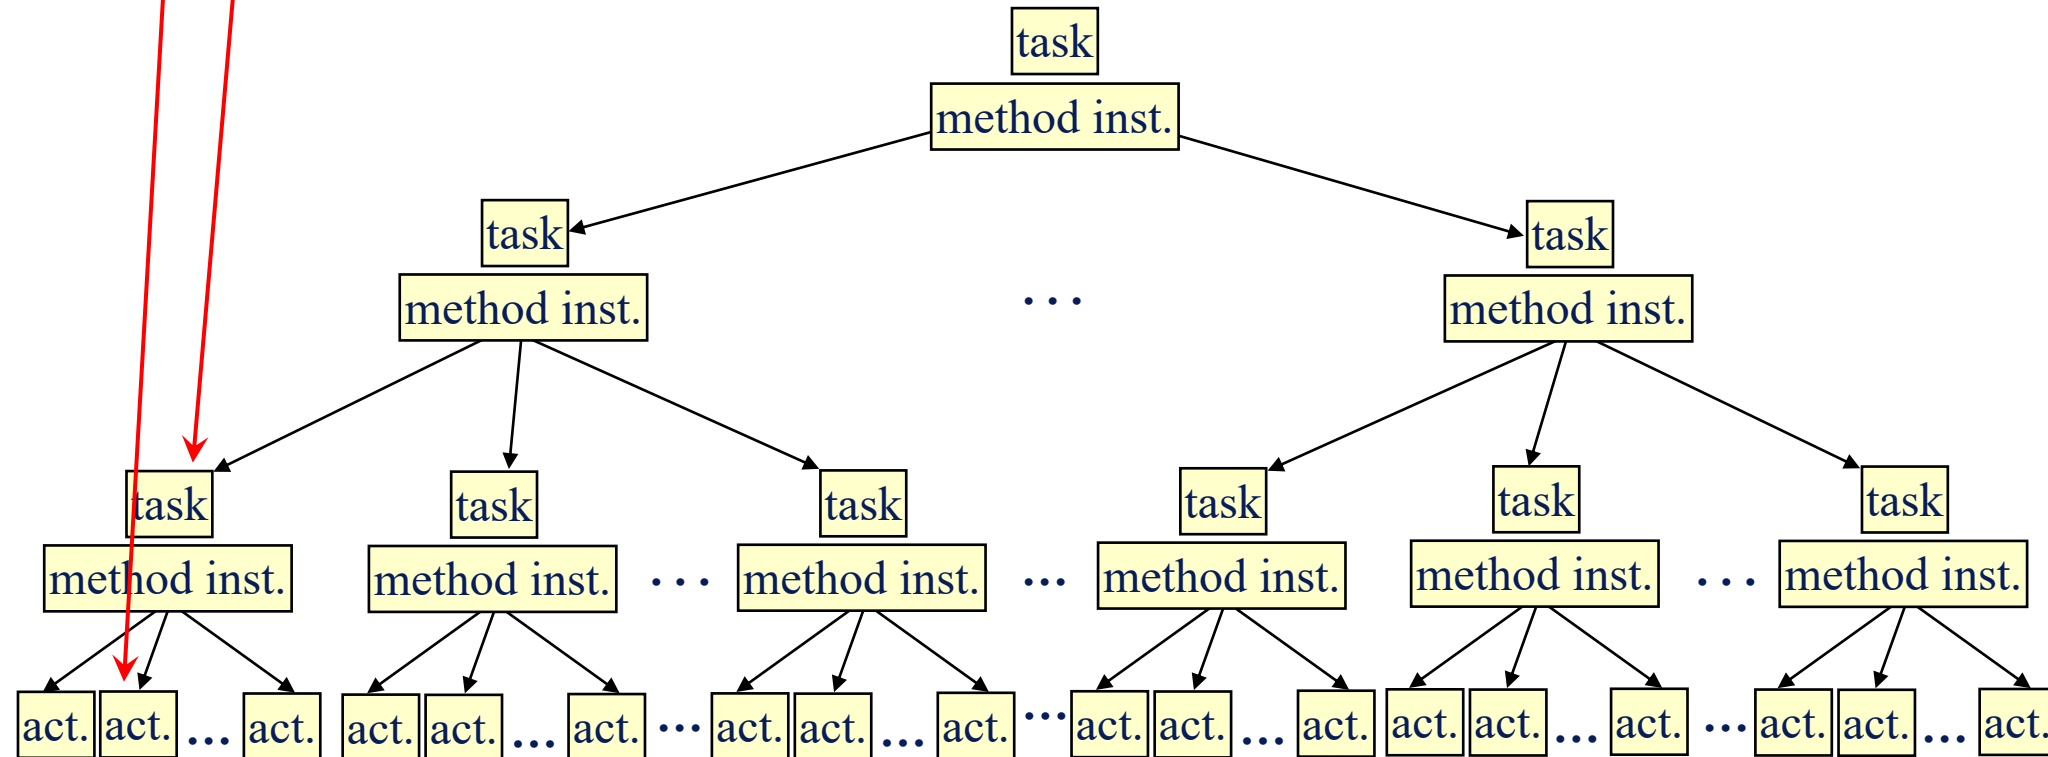 task
method inst.
task task
method inst. ... method inst.
task task task task task task
method inst. method inst. ... method inst. ... method inst. method inst. ... method inst.
act. act. ... act. act. act. ... act. ... act. act. ... act. ... act. act. ... act. act. act. ... act. ... act. act. ... act.